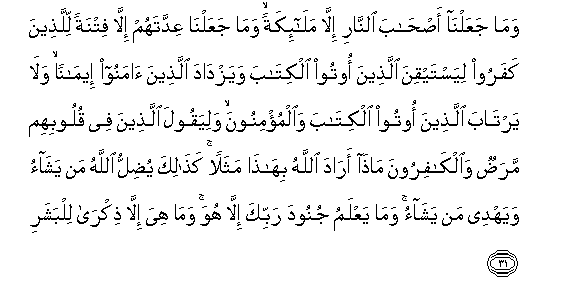 وَمَا جَعَلْنَآ أَصْحَـٰبَ ٱلنَّارِ إِلَّا مَلَـٰٓئِكَةًۙ وَمَا جَعَلْنَا عِدَّتَهُمْ إِلَّا فِتْنَةً لِّلَّذِينَ
كَفَرُوا۟ لِيَسْتَيْقِنَ ٱلَّذِينَ أُوتُوا۟ ٱلْكِتَـٰبَ وَيَزْدَادَ ٱلَّذِينَ ءَامَنُوٓا۟ إِيمَـٰنًاۙ وَلَا
يَرْتَابَ ٱلَّذِينَ أُوتُوا۟ ٱلْكِتَـٰبَ وَٱلْمُؤْمِنُونَۙ وَلِيَقُولَ ٱلَّذِينَ فِى قُلُوبِهِم
مَّرَضٌ وَٱلْكَـٰفِرُونَ مَاذَآ أَرَادَ ٱللَّهُ بِهَـٰذَا مَثَلًاۚ كَذَٰلِكَ يُضِلُّ ٱللَّهُ مَن يَشَآءُ
وَيَهْدِى مَن يَشَآءُۚ وَمَا يَعْلَمُ جُنُودَ رَبِّكَ إِلَّا هُوَۚ وَمَا هِىَ إِلَّا ذِكْرَىٰ لِلْبَشَرِ
٣١